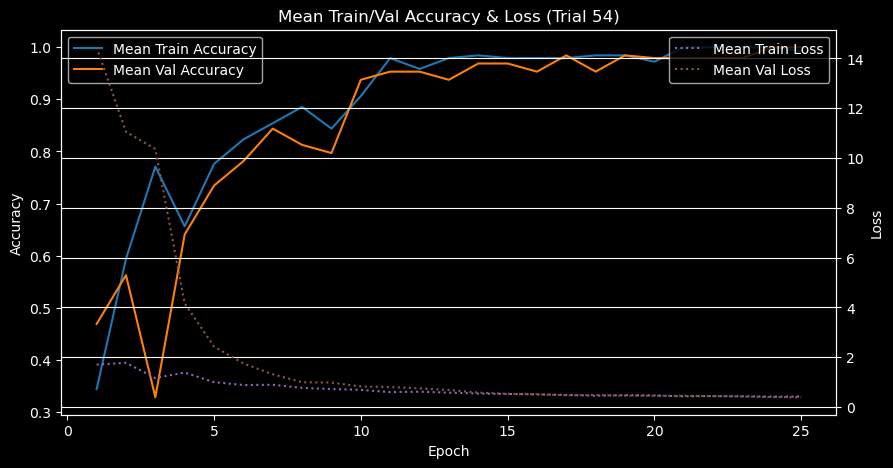 Mean Train/Val Accuracy & Loss (Trial 54)
Mean Train Accuracy
Mean Val Accuracy
Mean Train Loss
Mean Val Loss
1.0
0.9
0.8
0.7
0.6
0.5
0.4
0.3
Accuracy
14
12
10
8
6
4
2
0
Loss
0 5 10 15 20 25
Epoch